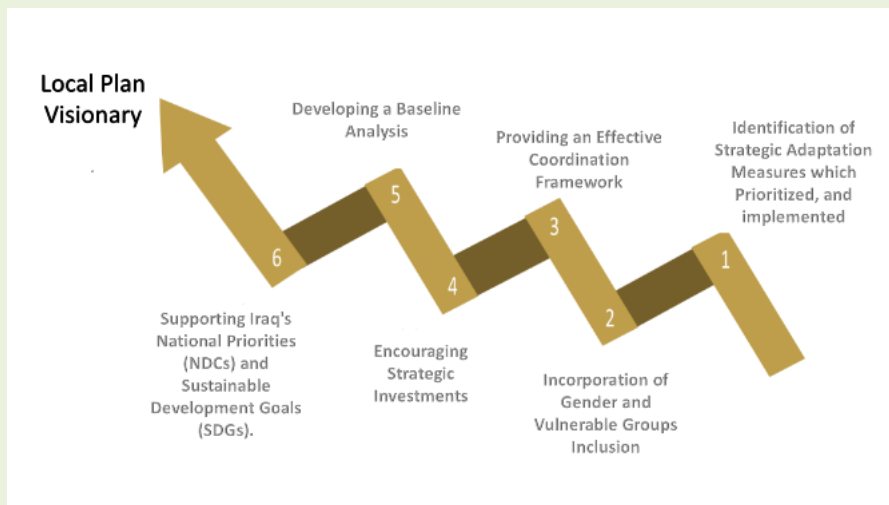 Local Plan
Visionary
Developing a Baseline
Analysis
Providing an Effective
Coordination
Framework
Identification of
Strategic Adaptation
Measures which
Prioritized, and
implemented
5
3
1
6
4
2
Supporting Iraq's
National Priorities
(NDCs) and
Sustainable
Development Goals
(SDGs).
Encouraging
Strategic
Investments
Incorporation of
Gender and
Vulnerable Groups
Inclusion